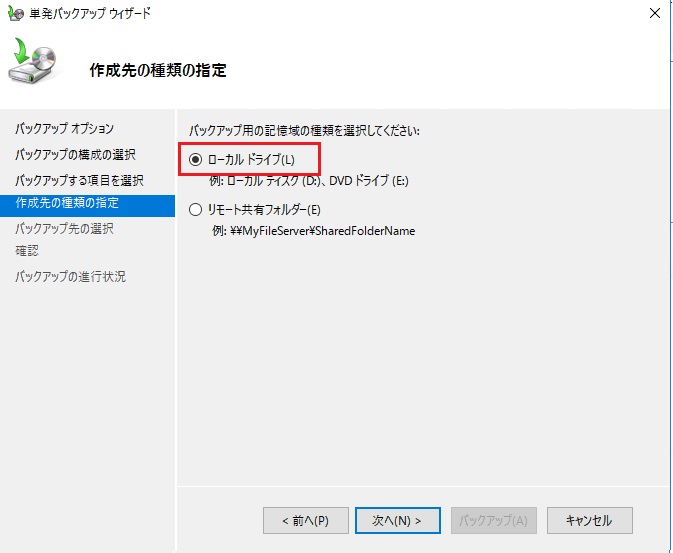 単発バックアップ ウィザード
作成先の種類の指定
バックアップ オプション
バックアップの構成の選択
バックアップする項目を選択
作成先の種類の指定
バックアップ先の選択
確認
バックアップの進行状況
バックアップ用の記憶域の種類を選択してください:
ローカル ドライブ(L)
例: ローカル ディスク (D:)、DVD ドライブ (E:)
リモート共有フォルダー(E)
例: ¥¥MyFileServer¥SharedFolderName
< 前へ(P) 次へ(N) > バックアップ(A) キャンセル